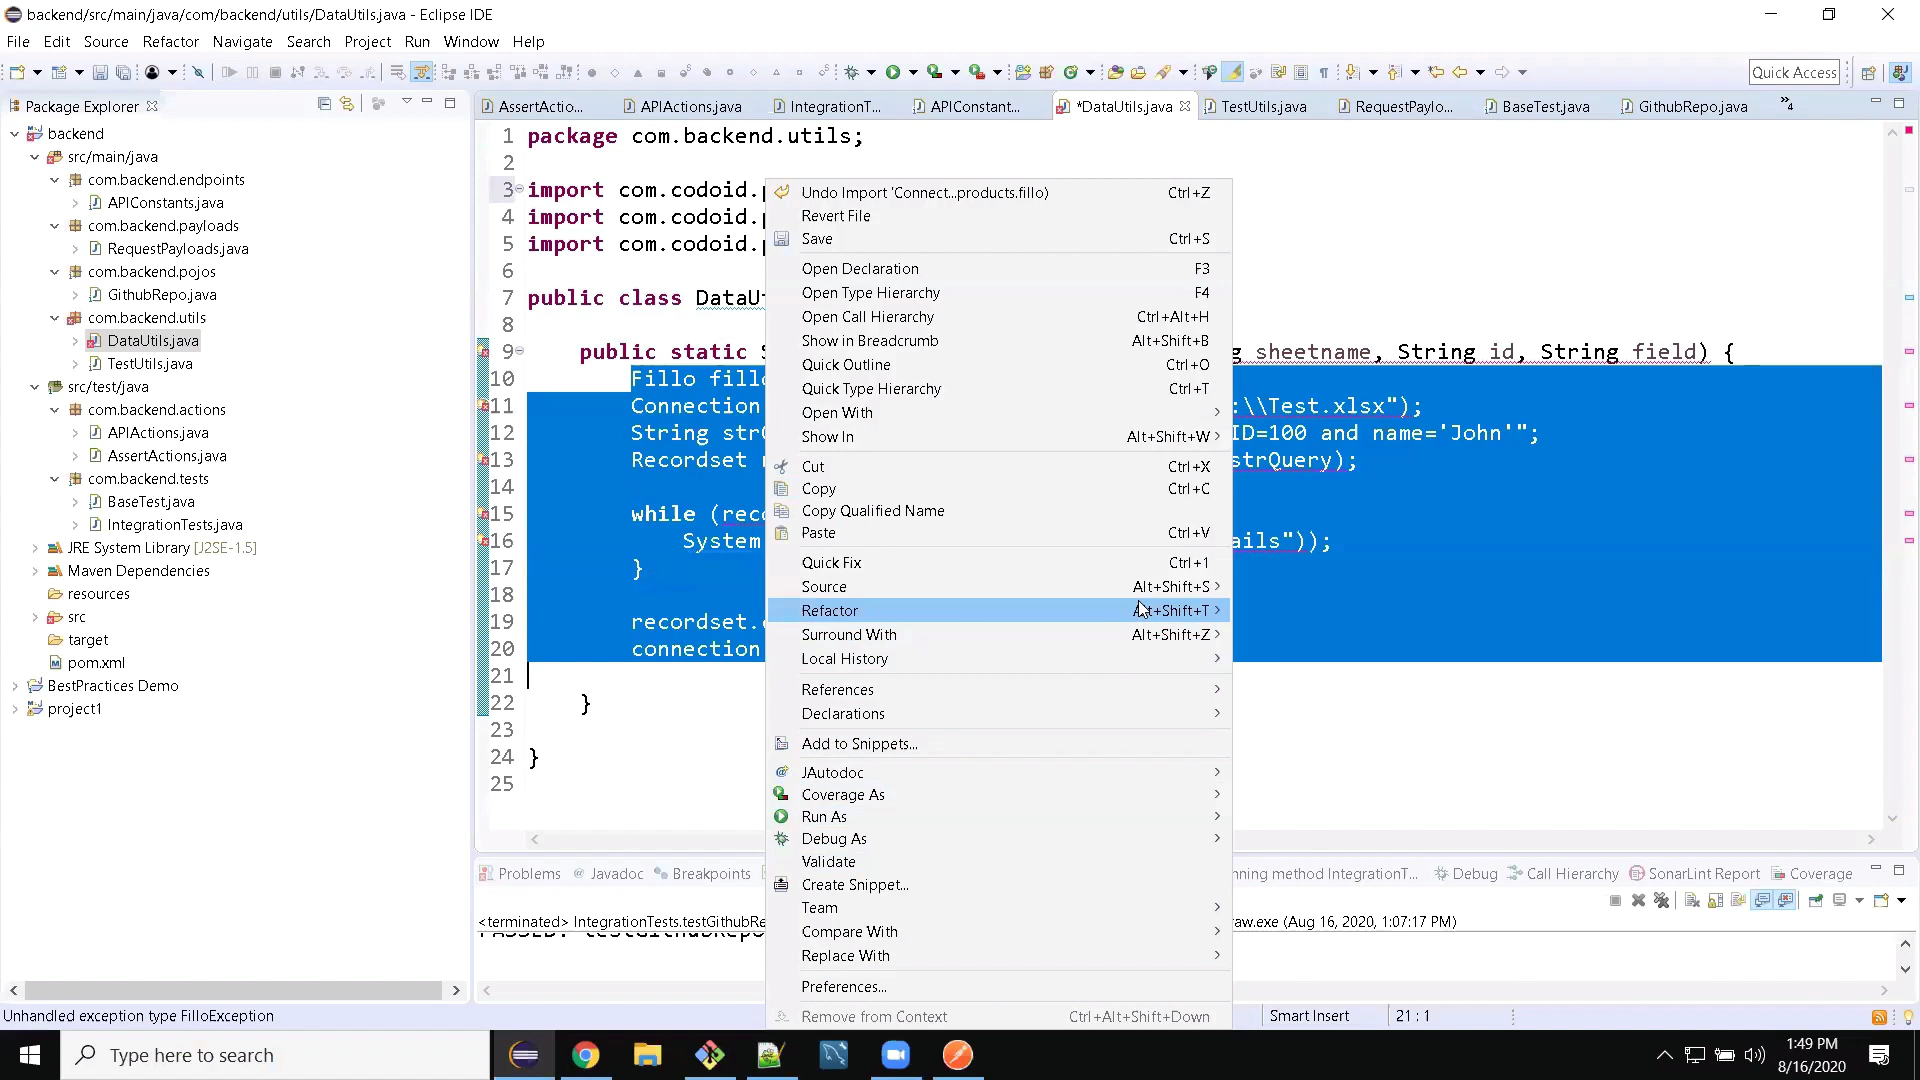 backend/src/main/java/com/backend/utils/DataUtils.java - Eclipse IDE
File Edit Source Refactor Navigate Search Project Run Window Help
Quick Access
Package Explorer
AssertActio... APIActions.java IntegrationT... APIConstant... *DataUtils.java TestUtils.java RequestPaylo... BaseTest.java GithubRepo.java »4
backend
src/main/java
com.backend.endpoints
APIConstants.java
com.backend.payloads
RequestPayloads.java
com.backend.pojos
GithubRepo.java
com.backend.utils
DataUtils.java
TestUtils.java
src/test/java
com.backend.actions
APIActions.java
AssertActions.java
com.backend.tests
BaseTest.java
IntegrationTests.java
JRE System Library [J2SE-1.5]
Maven Dependencies
resources
src
target
pom.xml
BestPractices Demo
project1
1 package com.backend.utils;
2
3 import com.codoid.
4 import com.codoid.
5 import com.codoid.
6
7 public class DataU
8
9 public static sheetname, String id, String field) {
10 Fillo fill
11 Connection :\\Test.xlsx");
12 String str ID=100 and name='John'";
13 Recordset strQuery);
14
15 while (rec
16 System ails"));
17 }
18
19 recordset.
20 connection
21
22 }
23
24 }
25
Undo Import 'Connect...products.fillo) Ctrl+Z
Revert File
Save Ctrl+S
Open Declaration F3
Open Type Hierarchy F4
Open Call Hierarchy Ctrl+Alt+H
Show in Breadcrumb Alt+Shift+B
Quick Outline Ctrl+O
Quick Type Hierarchy Ctrl+T
Open With
Show In Alt+Shift+W
Cut Ctrl+X
Copy Ctrl+C
Copy Qualified Name
Paste Ctrl+V
Quick Fix Ctrl+1
Source Alt+Shift+S
Refactor Alt+Shift+T
Surround With Alt+Shift+Z
Local History
References
Declarations
Add to Snippets...
JAutodoc
Coverage As
Run As
Debug As
Validate
Create Snippet...
Team
Compare With
Replace With
Preferences...
Remove from Context Ctrl+Alt+Shift+Down
Problems Javadoc Breakpoints nning method IntegrationT... Debug Call Hierarchy SonarLint Report Coverage
<terminated> IntegrationTests.testGithubRe aw.exe (Aug 16, 2020, 1:07:17 PM)
PASSED: testGithubRepo
Unhandled exception type FilloException
Smart Insert 21 : 1
Type here to search
1:49 PM
8/16/2020